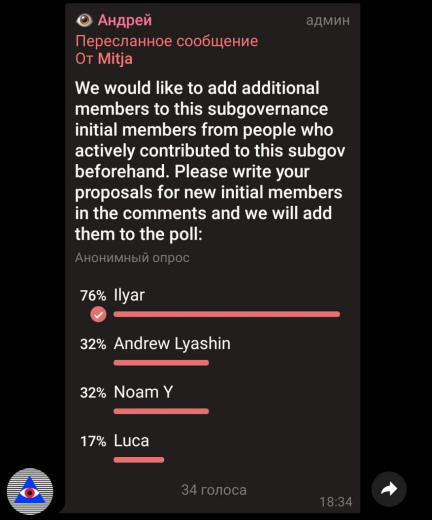 Андрей админ
Пересланное сообщение
От Mitja
We would like to add additional
members to this subgovernance
initial members from people who
actively contributed to this subgov
beforehand. Please write your
proposals for new initial members
in the comments and we will add
them to the poll:
Анонимный опрос
76% Ilyar
32% Andrew Lyashin
32% Noam Y
17% Luca
34 голоса
18:34